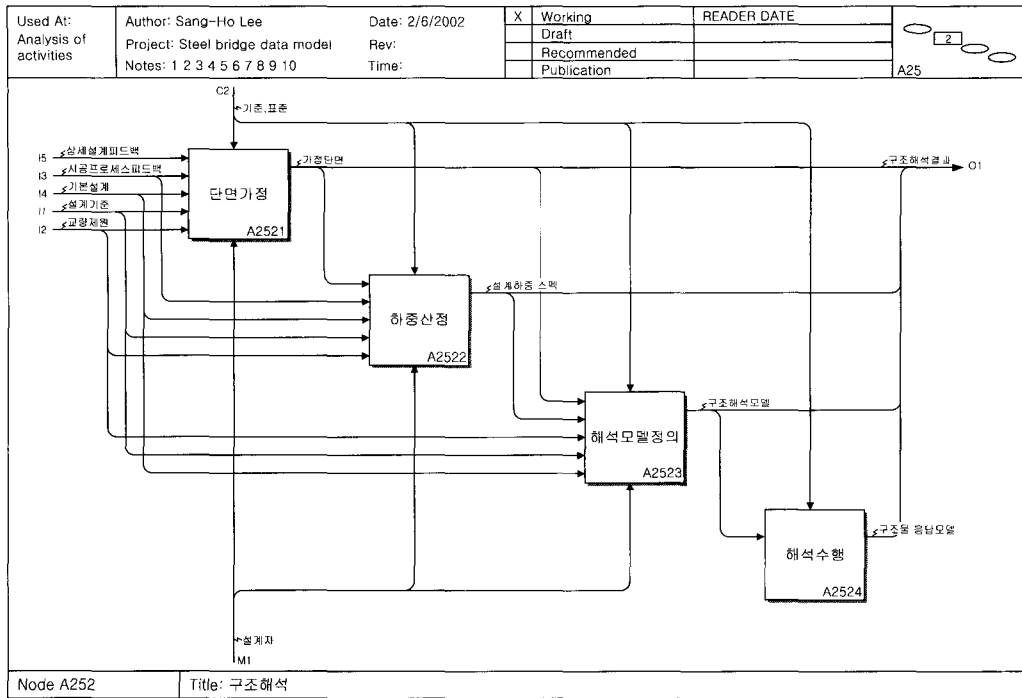 Used At:
Analysis of
activities
Author: Sang-Ho Lee
Date: 2/6/2002
Project: Steel bridge data model
Rev:
Notes: 1 2 3 4 5 6 7 8 9 10
Time:
X
Working
READER DATE
Draft
Recommended
Publication
2
A25
C2
기준,표준
I5
상세설계피드백
I3
시공프로세스피드백
I4
기본설계
I1
설계기준
I2
교량제원
단면가정
A2521
가정단면
구조해석결과
O1
하중산정
A2522
설계하중 스펙
해석모델정의
A2523
구조해석모델
해석수행
A2524
구조물 응답모델
설계자
M1
Node A252
Title: 구조해석